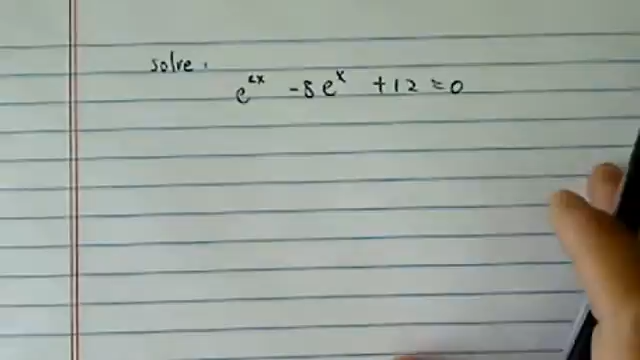 solve.
e^{2x} - 8e^x + 12 = 0